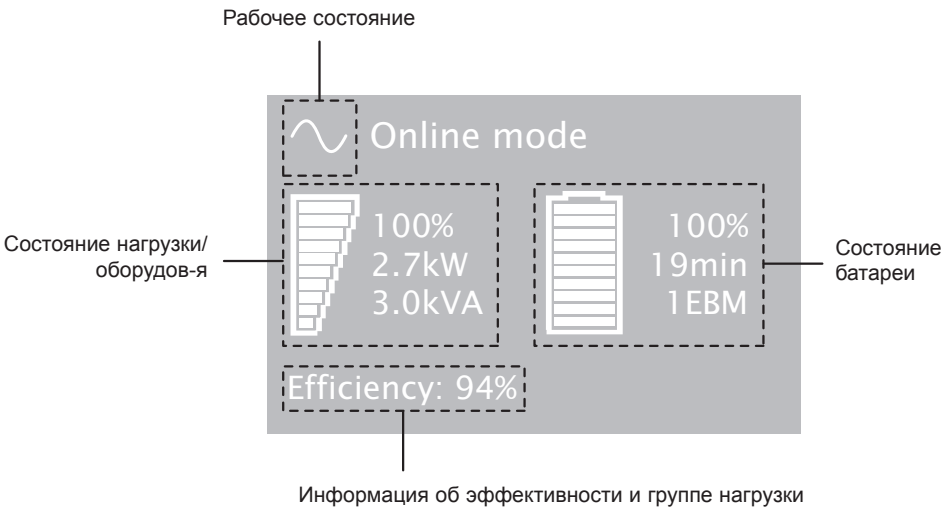 Рабочее состояние
Online mode
Состояние нагрузки/
оборудов-я
100%
2.7kW
3.0kVA
100%
19min
1EBM
Состояние
батареи
Efficiency: 94%
Информация об эффективности и группе нагрузки